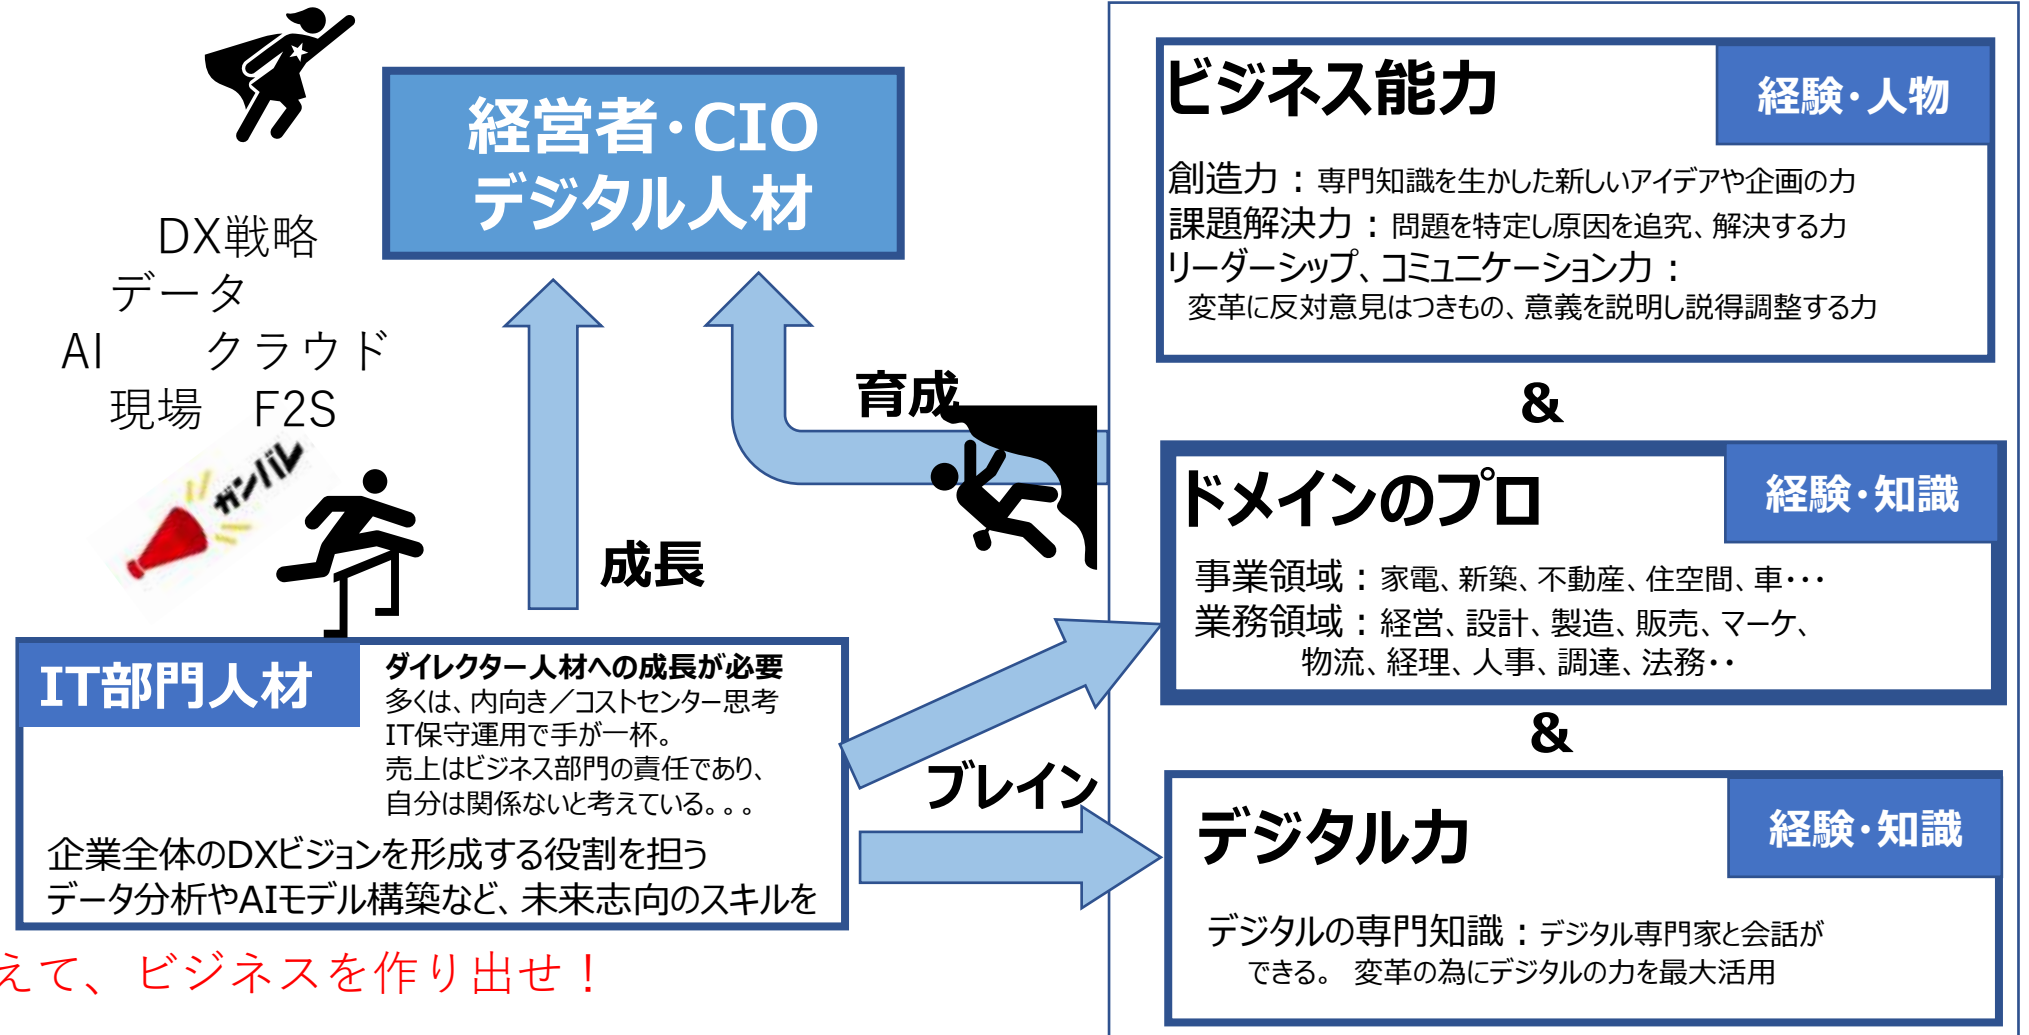 経営者・CIO
デジタル人材
DX戦略
データ
AI クラウド
現場 F2S
ガンバレ
成長
育成
ブレイン
IT部門人材
ダイレクター人材への成長が必要
多くは、内向き／コストセンター思考
IT保守運用で手が一杯。
売上はビジネス部門の責任であり、
自分は関係ないと考えている。。。
企業全体のDXビジョンを形成する役割を担う
データ分析やAIモデル構築など、未来志向のスキルを
えて、ビジネスを作り出せ！
ビジネス能力
経験・人物
創造力：専門知識を生かした新しいアイデアや企画の力
課題解決力：問題を特定し原因を追究、解決する力
リーダーシップ、コミュニケーション力：
変革に反対意見はつきもの、意義を説明し説得調整する力
&
ドメインのプロ
経験・知識
事業領域：家電、新築、不動産、住空間、車・・・
業務領域：経営、設計、製造、販売、マーケ、
物流、経理、人事、調達、法務・・
&
デジタル力
経験・知識
デジタルの専門知識：デジタル専門家と会話が
できる。 変革の為にデジタルの力を最大活用